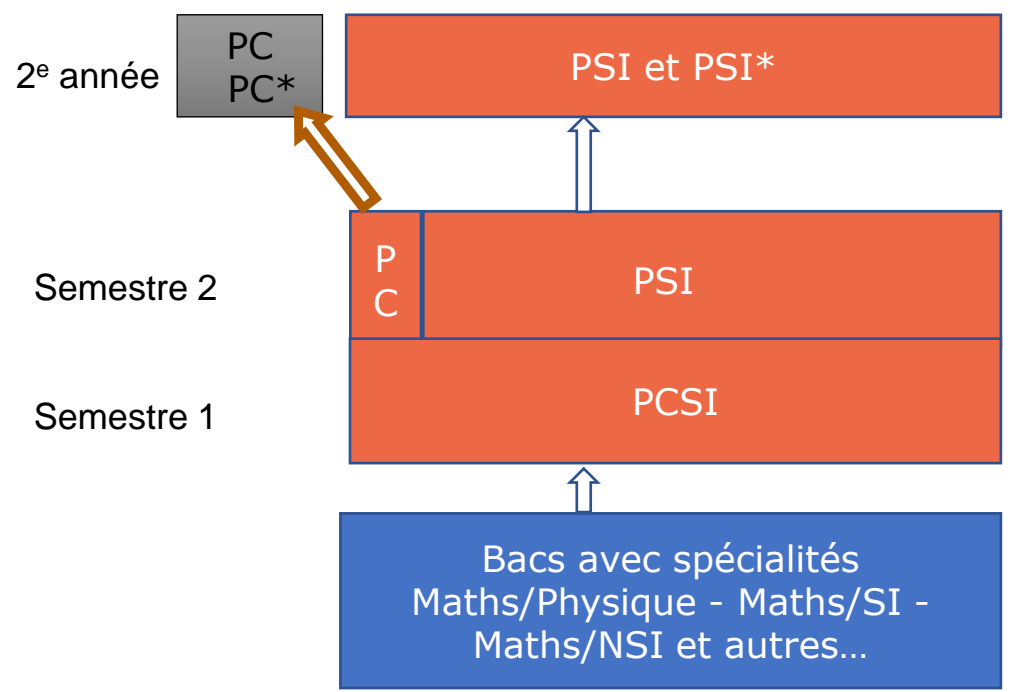 PC
PC*
2e année
PSI et PSI*
Semestre 2
P
C
PSI
Semestre 1
PCSI
Bacs avec spécialités
Maths/Physique - Maths/SI -
Maths/NSI et autres…